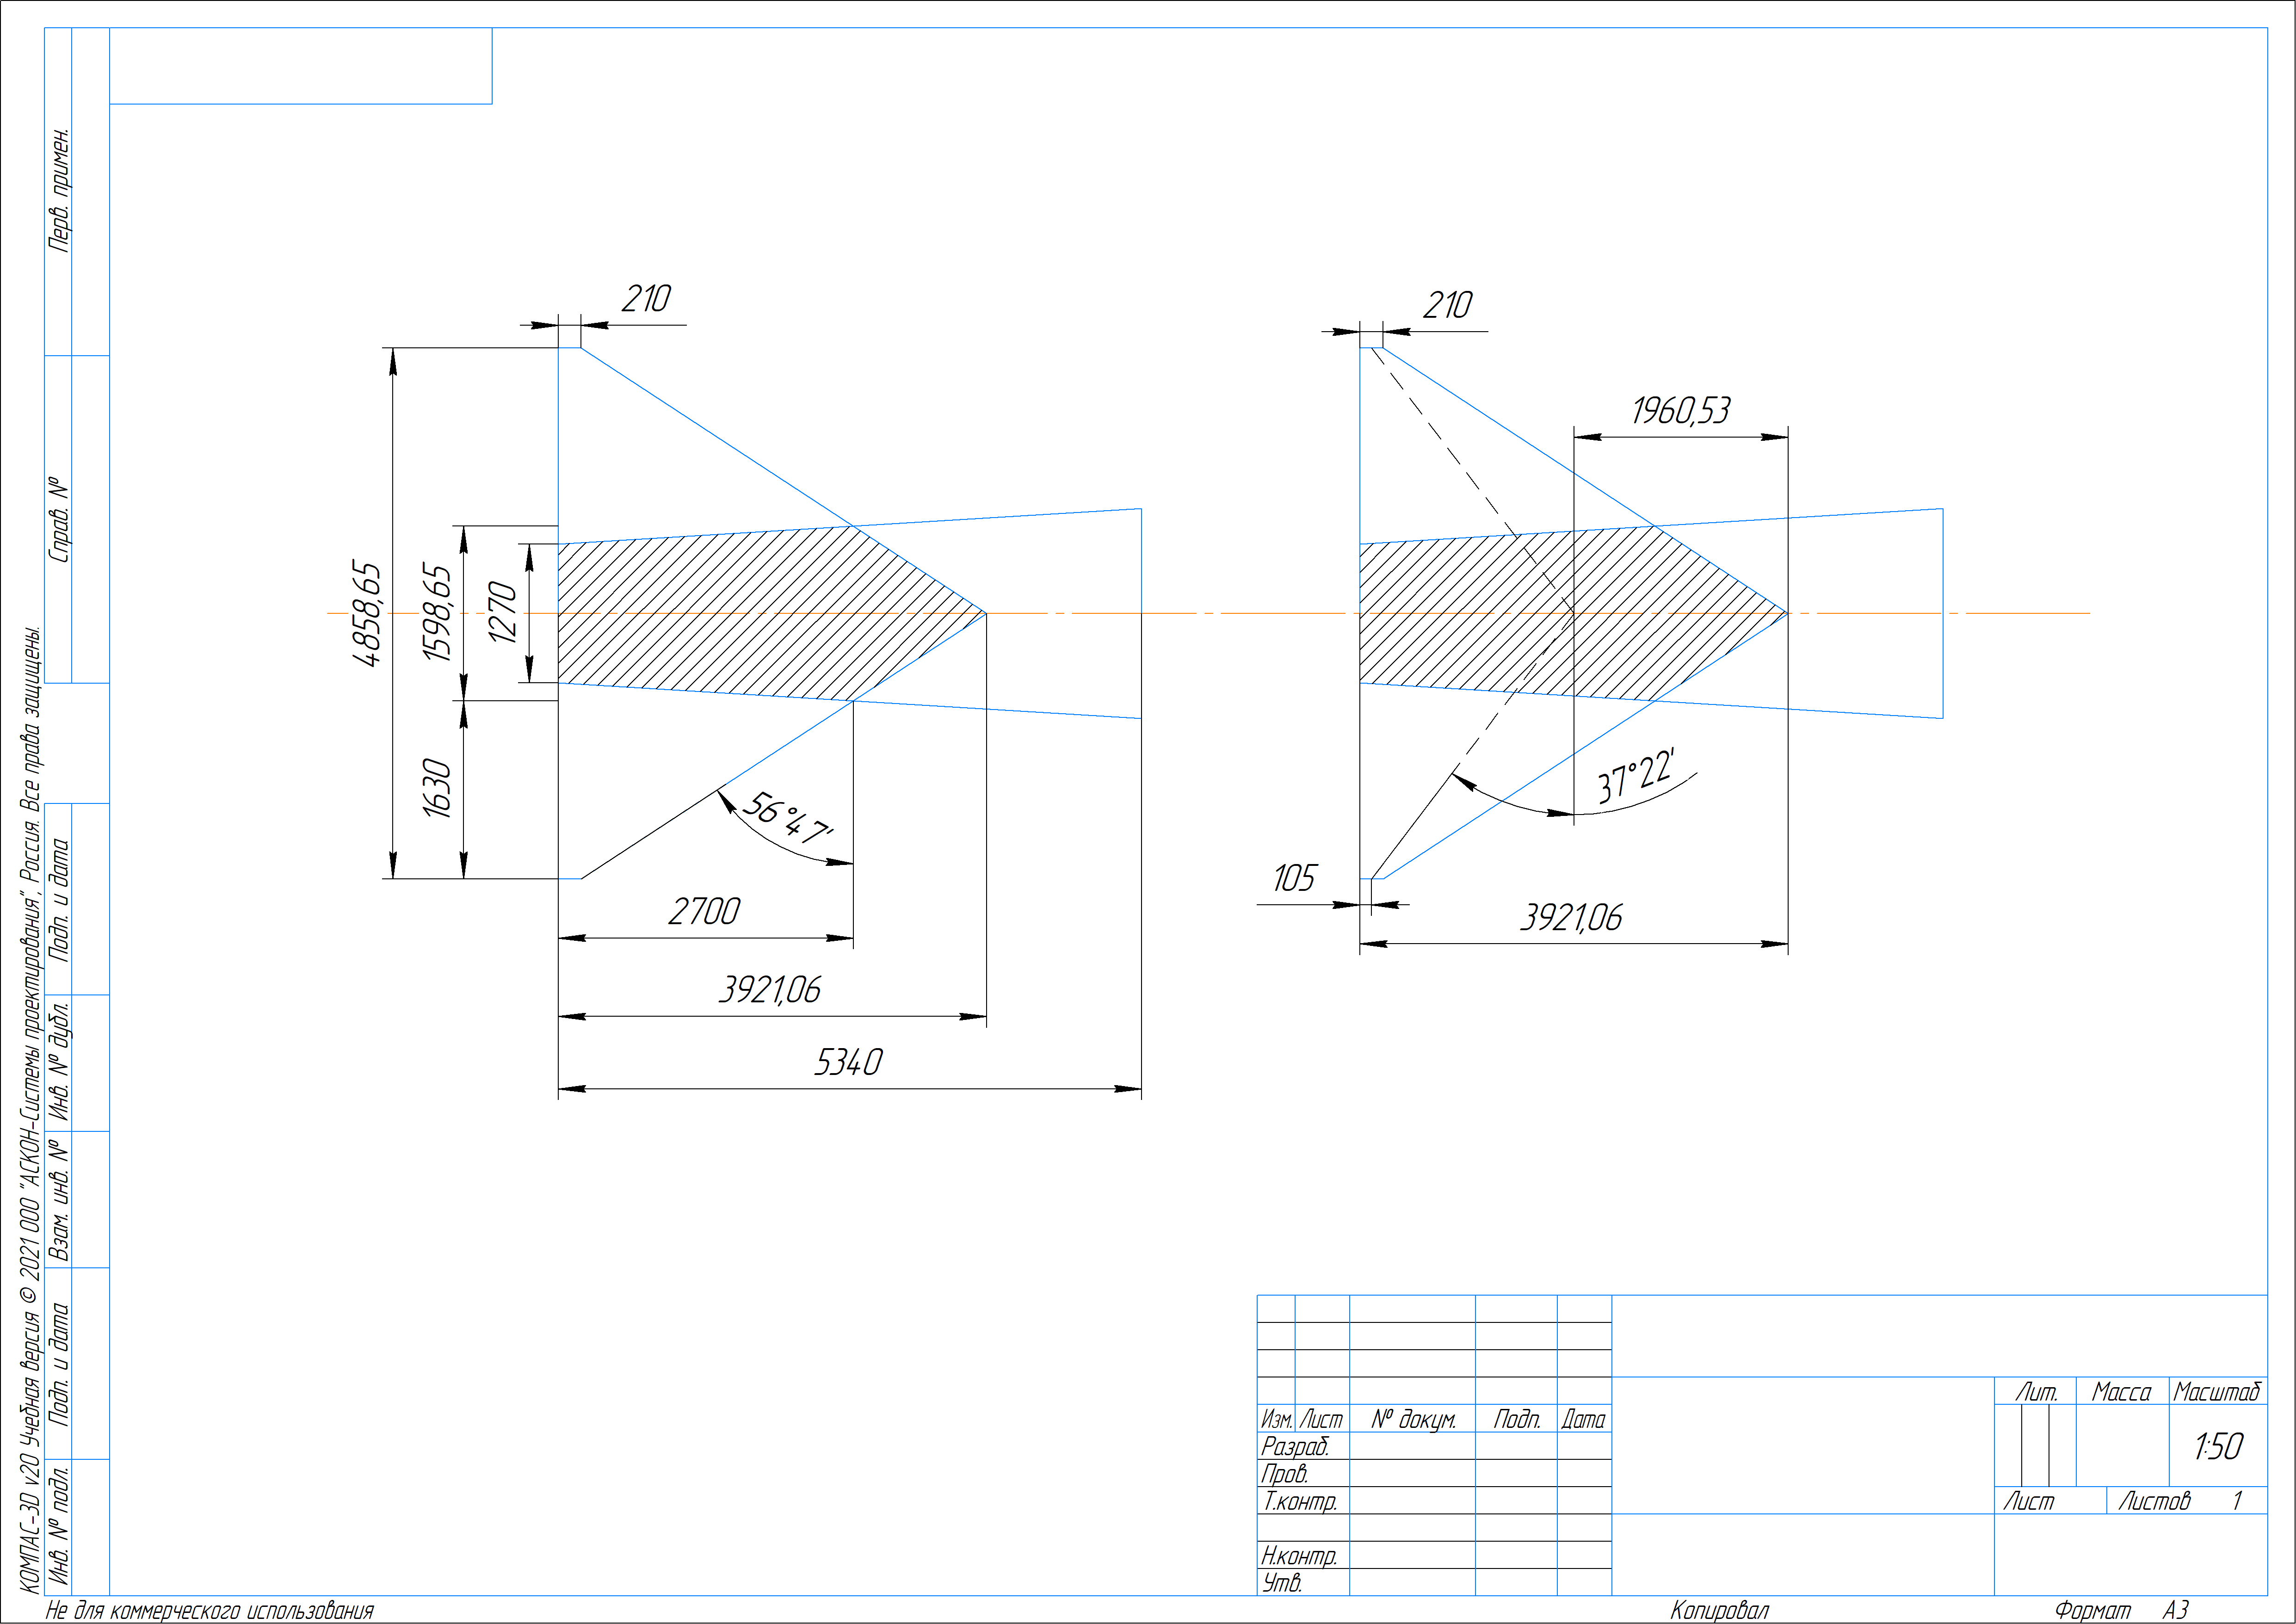 Перв. примен.
Справ. №
Подп. и дата
Инв. № дубл.
Взам. инв. №
Подп. и дата
Инв. № подл.
КОМПАС-3D v20 Учебная версия © 2021 ООО "АСКОН-Системы проектирования", Россия. Все права защищены.
210
4858,65
1598,65
1270
1630
56°47'
2700
3921,06
5340
210
1960,53
37°22'
105
3921,06
Изм. Лист № докум. Подп. Дата
Разраб.
Пров.
Т.контр.
Н.контр.
Утв.
Лит. Масса Масштаб
1:50
Лист Листов 1
Не для коммерческого использования
Копировал
Формат А3